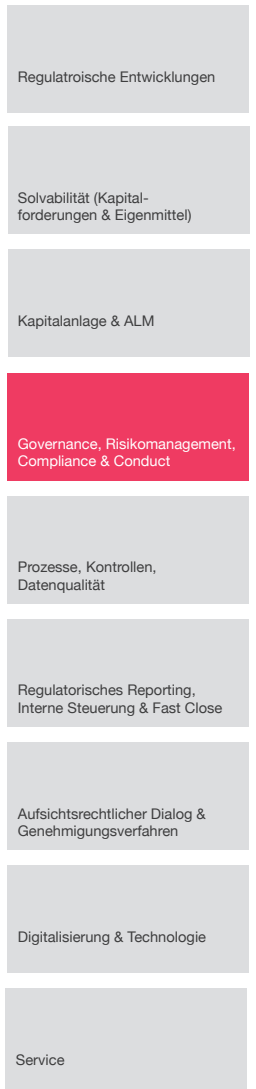 Regulatroische Entwicklungen
Solvabilität (Kapital-
forderungen & Eigenmittel)
Kapitalanlage & ALM
Governance, Risikomanagement,
Compliance & Conduct
Prozesse, Kontrollen,
Datenqualität
Regulatorisches Reporting,
Interne Steuerung & Fast Close
Aufsichtsrechtlicher Dialog &
Genehmigungsverfahren
Digitalisierung & Technologie
Service